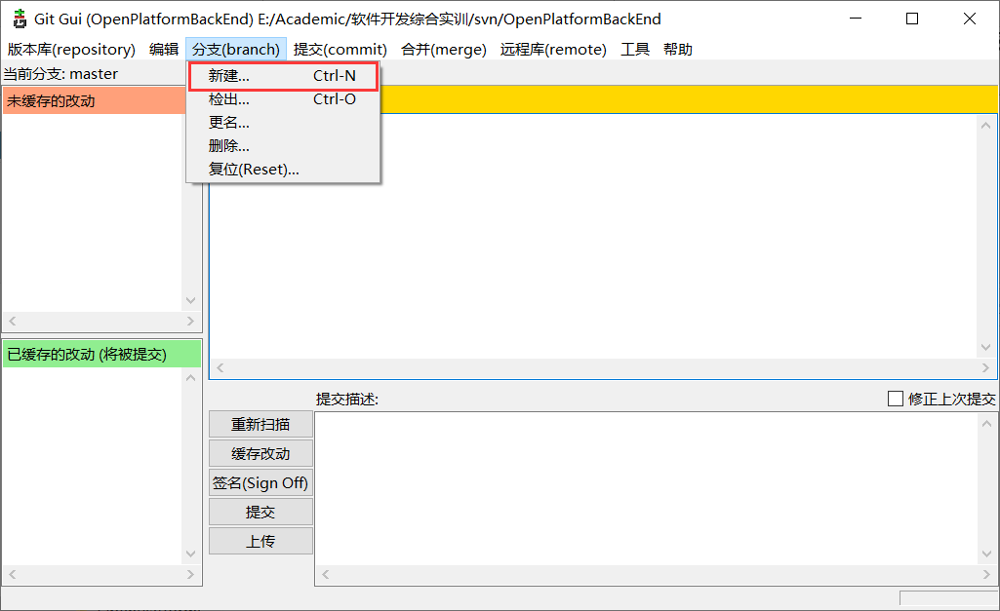 Git Gui (OpenPlatformBackEnd) E:/Academic/软件开发综合实训/svn/OpenPlatformBackEnd
版本库(repository) 编辑 分支(branch) 提交(commit) 合并(merge) 远程库(remote) 工具 帮助
当前分支: master
新建... Ctrl-N
检出... Ctrl-O
更名...
删除...
复位(Reset)...
未缓存的改动
已缓存的改动 (将被提交)
提交描述: 修正上次提交
重新扫描
缓存改动
签名(Sign Off)
提交
上传